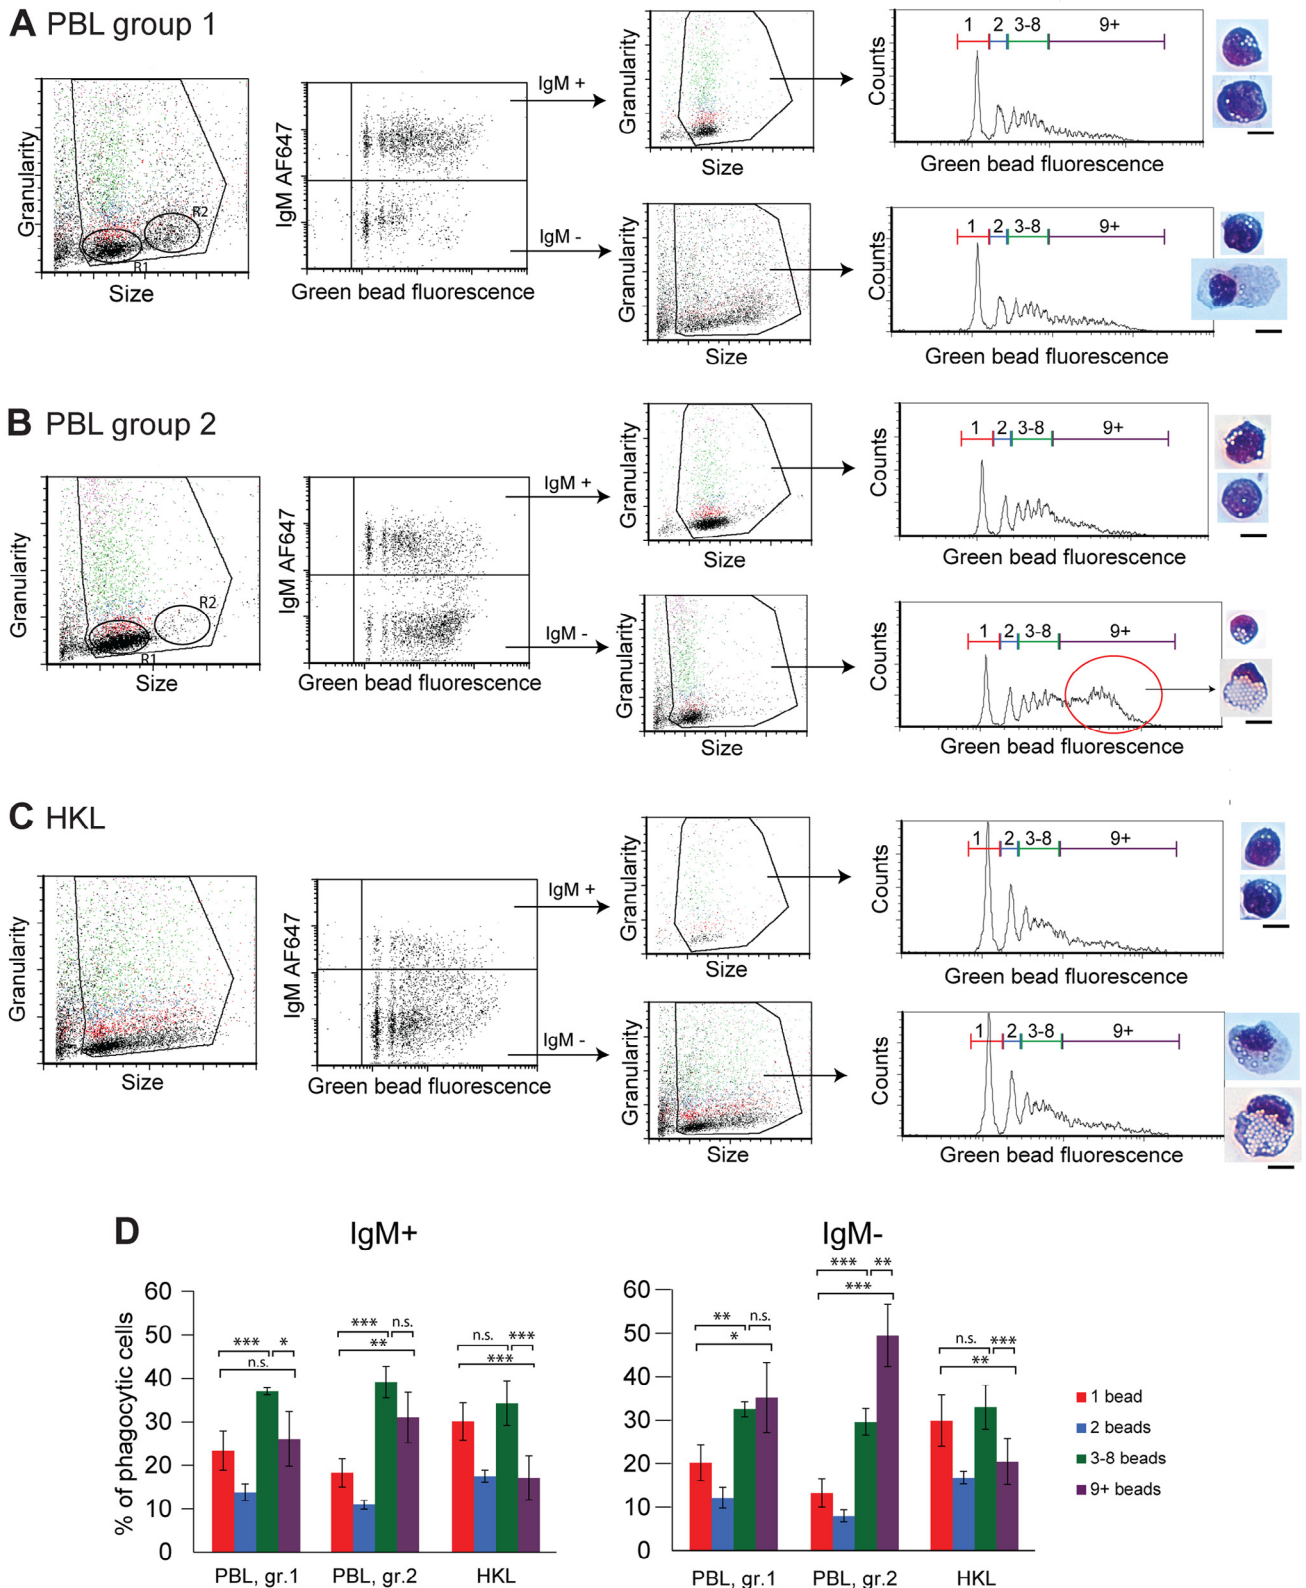 A PBL group 1
Granularity
R2
R1
Size
IgM AF647
Green bead fluorescence
IgM +
IgM -
Granularity
Size
Counts
1 2 3-8 9+
Green bead fluorescence
Granularity
Size
Counts
1 2 3-8 9+
Green bead fluorescence
B PBL group 2
Granularity
R2
R1
Size
IgM AF647
Green bead fluorescence
IgM +
IgM -
Granularity
Size
Counts
1 2 3-8 9+
Green bead fluorescence
Granularity
Size
Counts
1 2 3-8 9+
Green bead fluorescence
C HKL
Granularity
Size
IgM AF647
Green bead fluorescence
IgM +
IgM -
Granularity
Size
Counts
1 2 3-8 9+
Green bead fluorescence
Granularity
Size
Counts
1 2 3-8 9+
Green bead fluorescence
D
IgM+
% of phagocytic cells
60
50
40
30
20
10
0
*** *
n.s.
*** n.s.
**
n.s. ***
***
PBL, gr.1 PBL, gr.2 HKL
IgM-
60
50
40
30
20
10
0
** n.s.
*
*** **
***
n.s. ***
**
PBL, gr.1 PBL, gr.2 HKL
1 bead
2 beads
3-8 beads
9+ beads